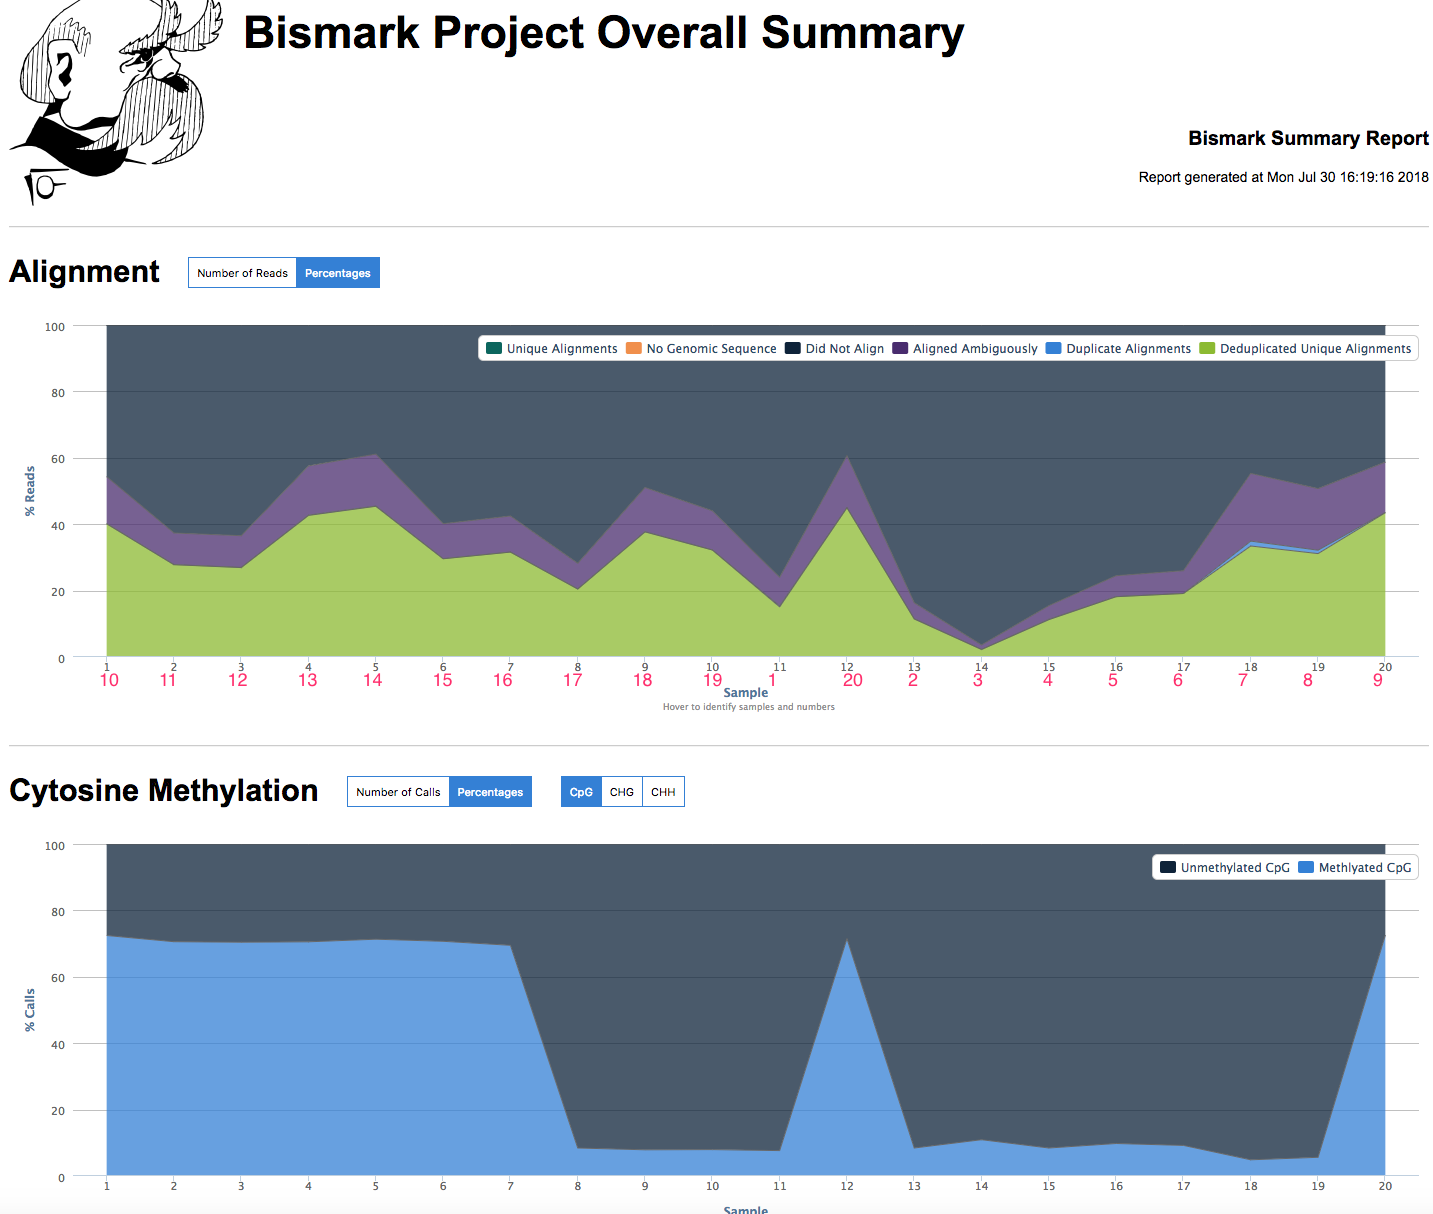 Bismark Project Overall Summary
Bismark Summary Report
Report generated at Mon Jul 30 16:19:16 2018
Alignment Number of Reads Percentages
Unique Alignments No Genomic Sequence Did Not Align Aligned Ambiguously Duplicate Alignments Deduplicated Unique Alignments
100
80
60
40
20
0
% Reads
1 2 3 4 5 6 7 8 9 10 11 12 13 14 15 16 17 18 19 20
10 11 12 13 14 15 16 17 18 19 1 20 2 3 4 5 6 7 8 9
Sample
Hover to identify samples and numbers
Cytosine Methylation Number of Calls Percentages CpG CHG CHH
Unmethylated CpG Methlyated CpG
100
80
60
40
20
0
% Calls
1 2 3 4 5 6 7 8 9 10 11 12 13 14 15 16 17 18 19 20
Sample